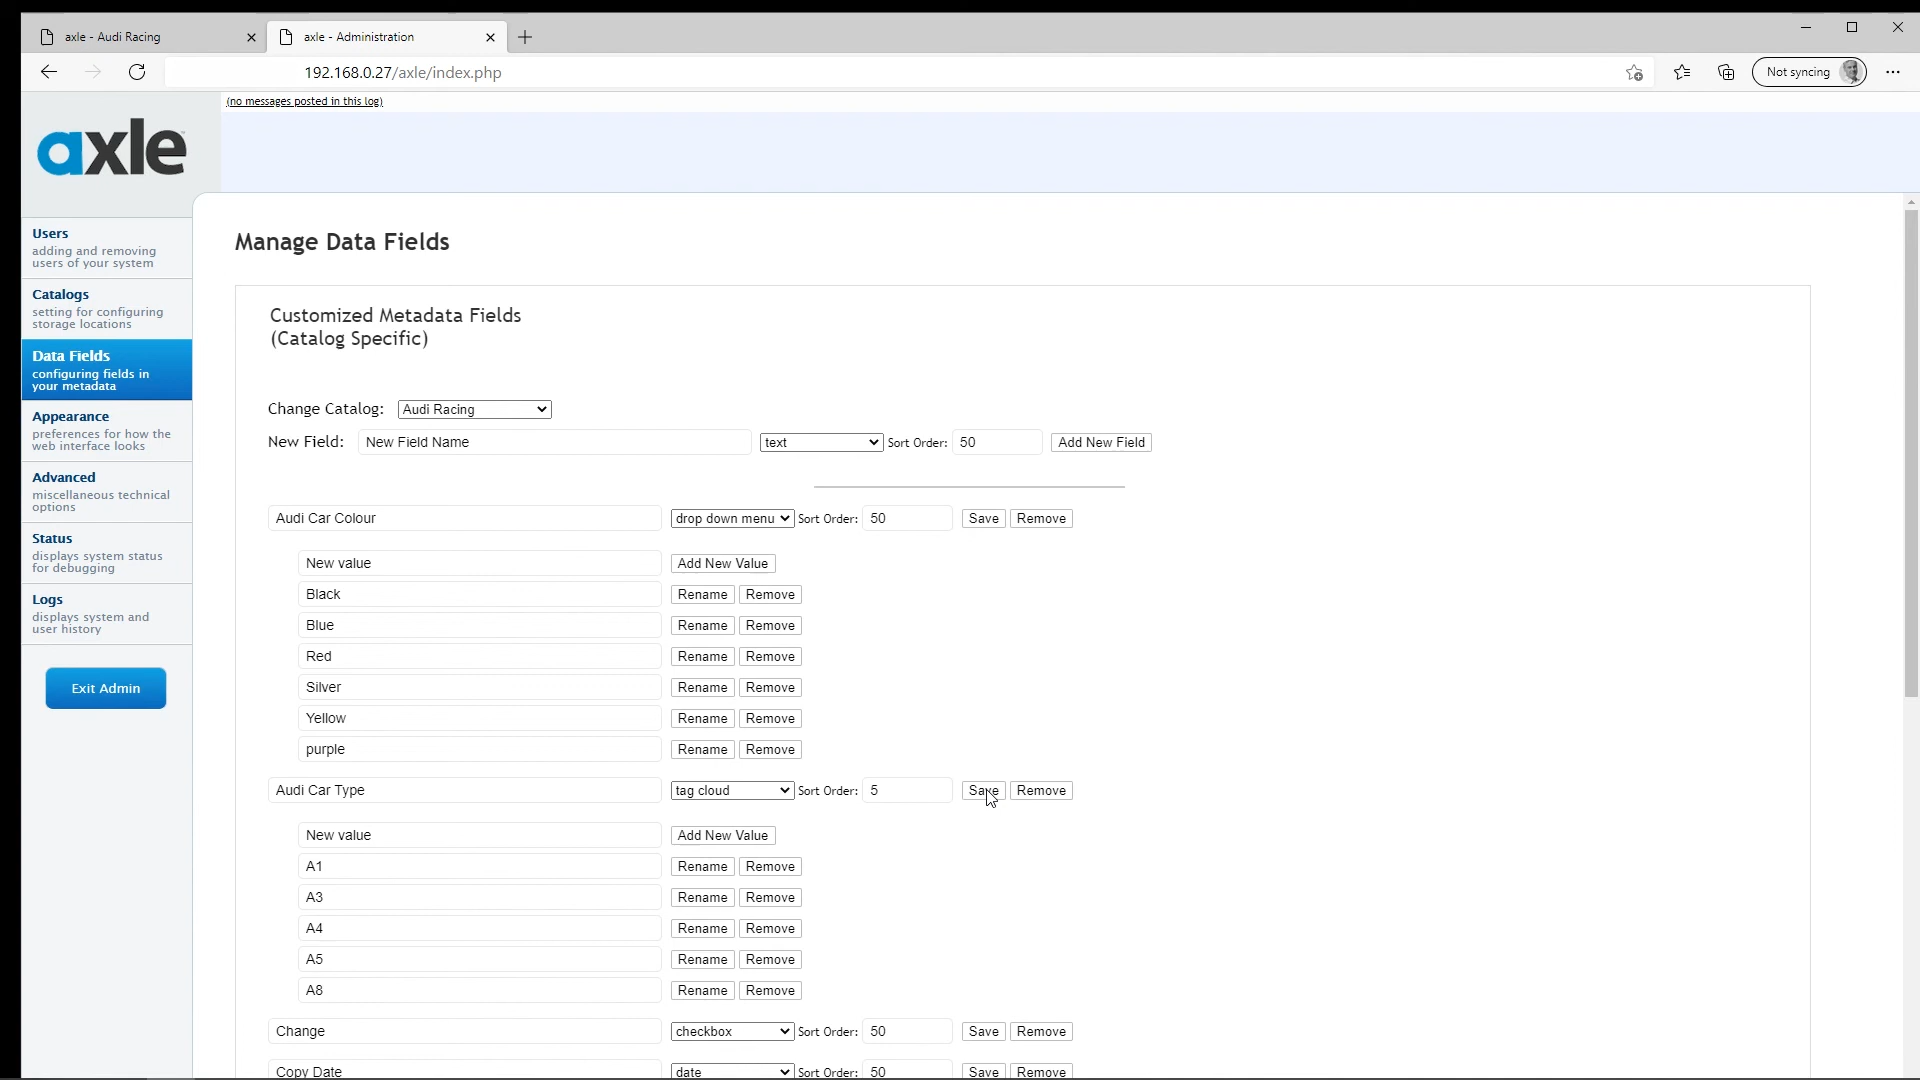 axle - Audi Racing
axle - Administration
192.168.0.27/axle/index.php
Not syncing
(no messages posted in this log)
axle
Users
adding and removing
users of your system
Catalogs
setting for configuring
storage locations
Data Fields
configuring fields in
your metadata
Appearance
preferences for how the
web interface looks
Advanced
miscellaneous technical
options
Status
displays system status
for debugging
Logs
displays system and
user history
Exit Admin
Manage Data Fields
Customized Metadata Fields
(Catalog Specific)
Change Catalog: Audi Racing
New Field: New Field Name text Sort Order: 50 Add New Field
Audi Car Colour drop down menu Sort Order: 50 Save Remove
New value Add New Value
Black Rename Remove
Blue Rename Remove
Red Rename Remove
Silver Rename Remove
Yellow Rename Remove
purple Rename Remove
Audi Car Type tag cloud Sort Order: 5 Save Remove
New value Add New Value
A1 Rename Remove
A3 Rename Remove
A4 Rename Remove
A5 Rename Remove
A8 Rename Remove
Change checkbox Sort Order: 50 Save Remove
Copy Date date Sort Order: 50 Save Remove